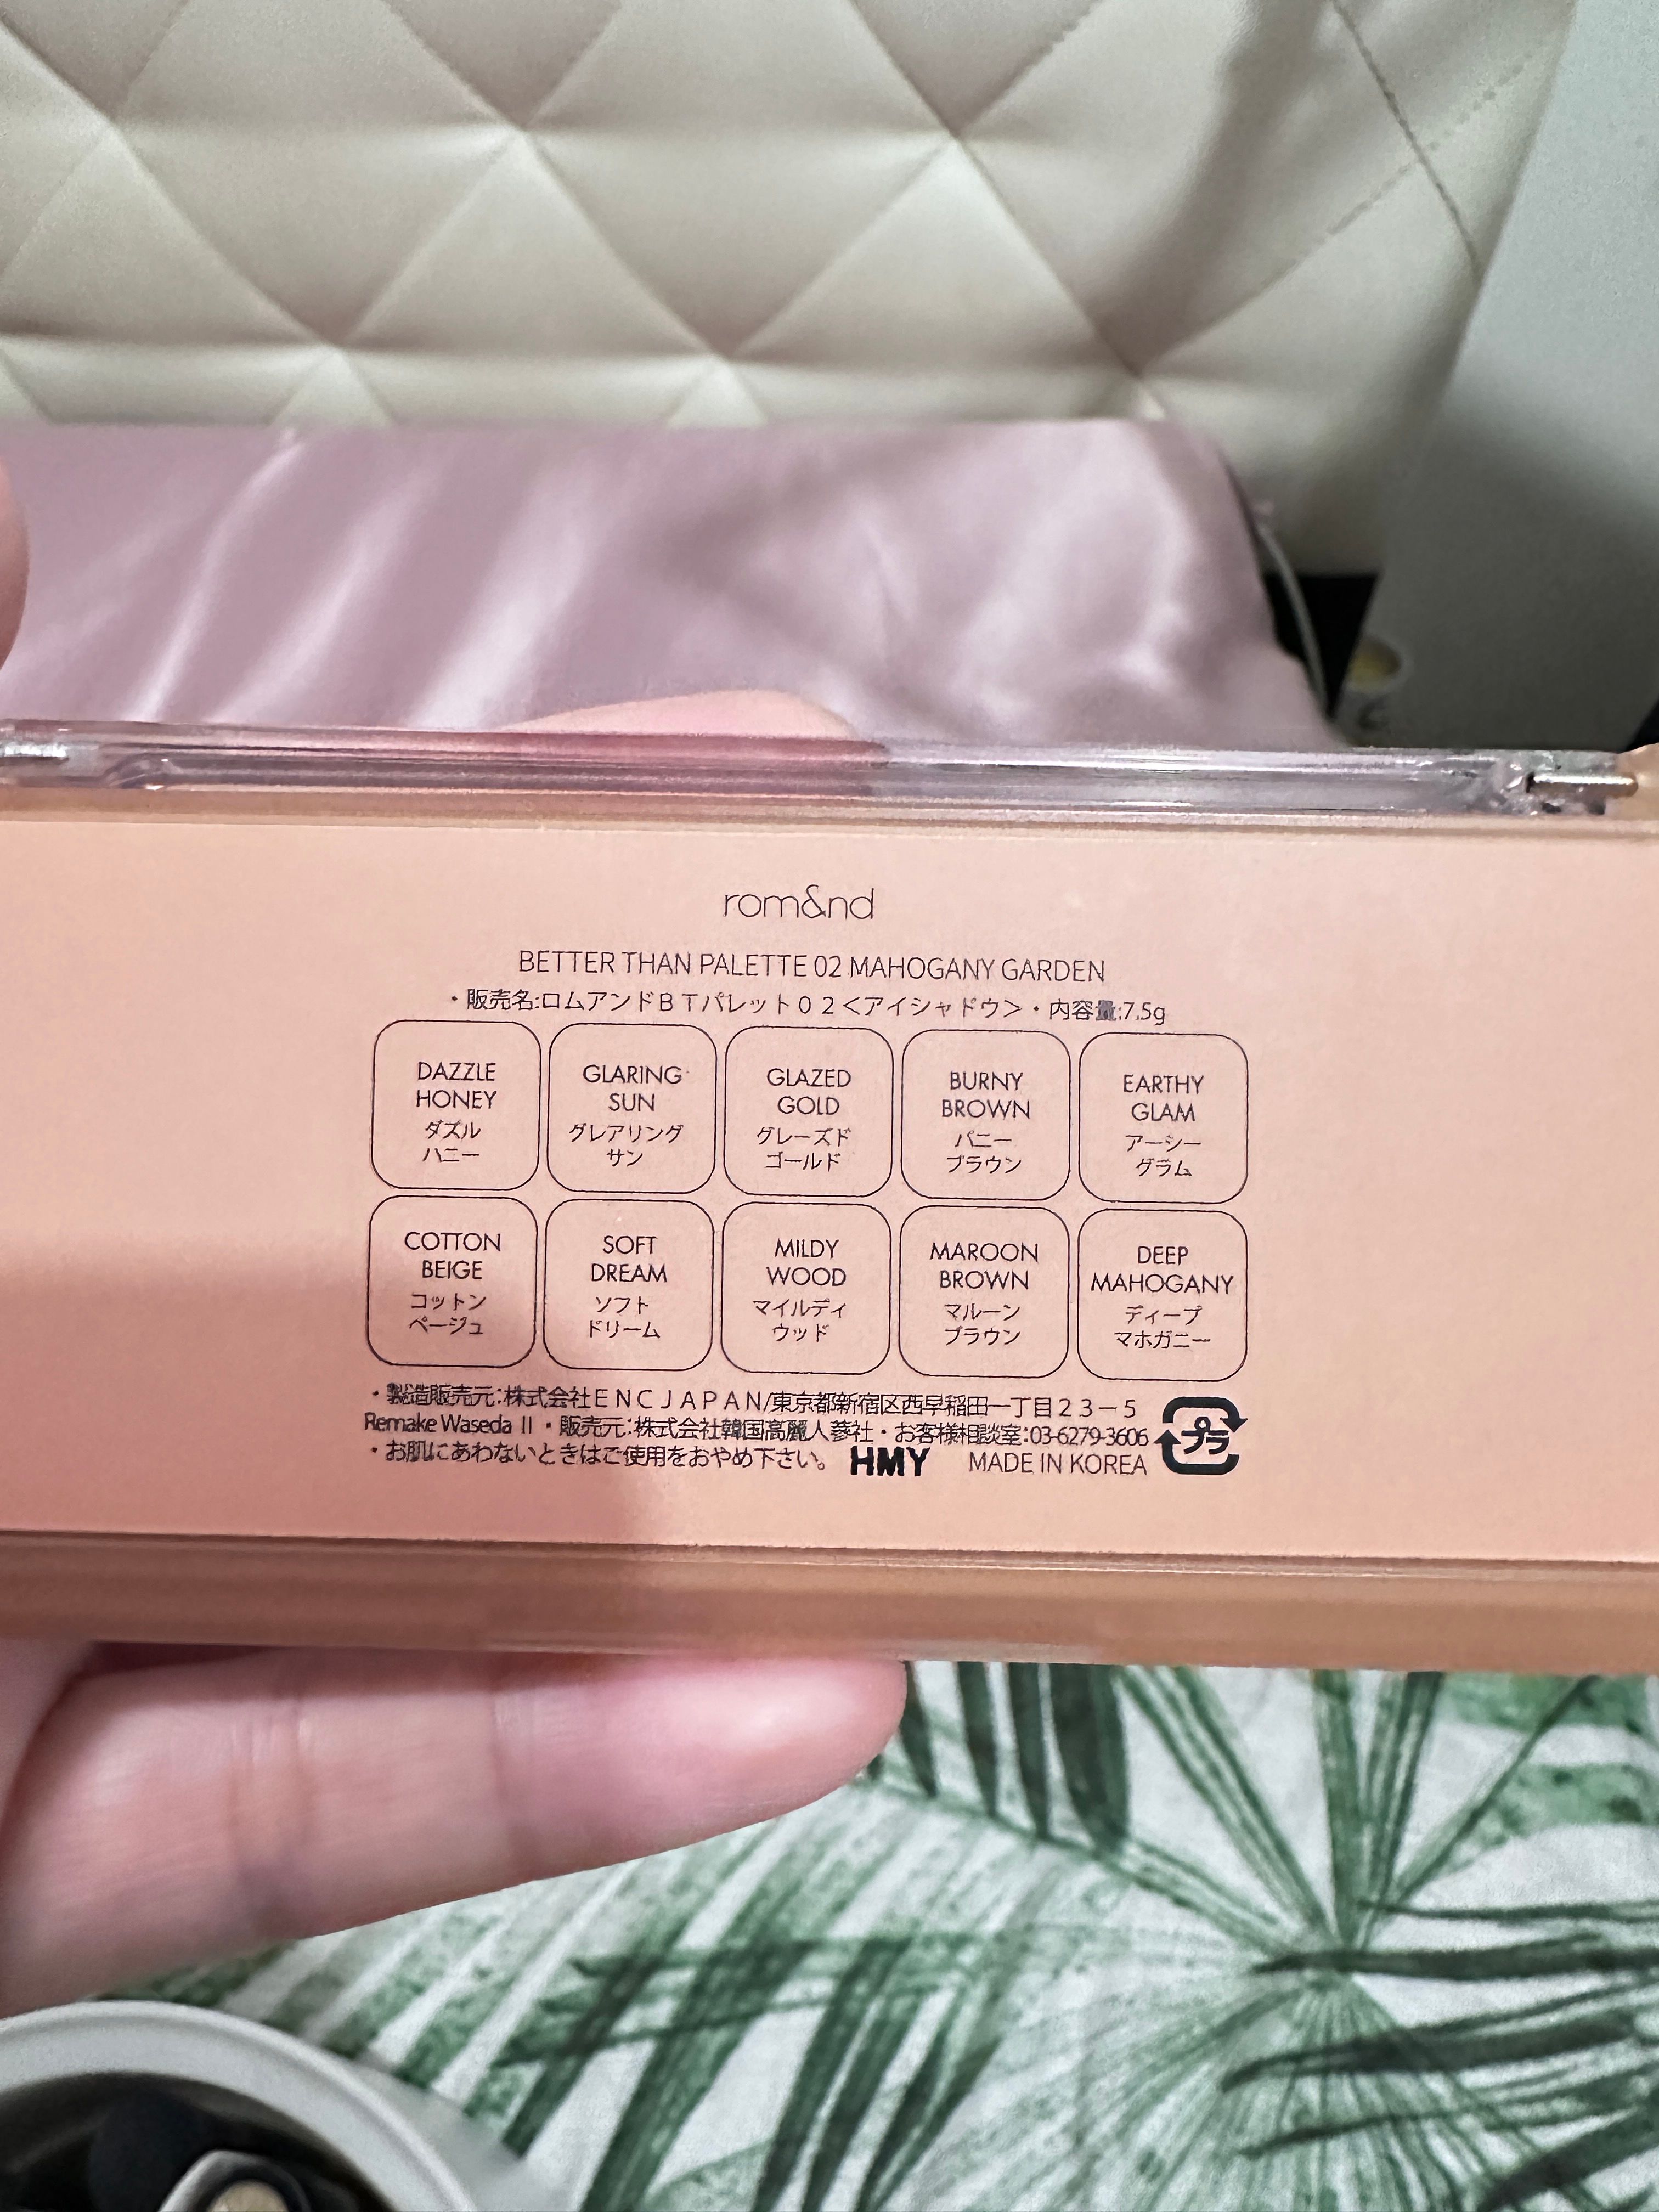 rom&nd
BETTER THAN PALETTE 02 MAHOGANY GARDEN
・販売名:ロムアンドＢＴパレット０２＜アイシャドウ＞・内容量:7.5g
DAZZLE
HONEY
ダズル
ハニー
GLARING
SUN
グレアリング
サン
GLAZED
GOLD
グレーズド
ゴールド
BURNY
BROWN
バニー
ブラウン
EARTHY
GLAM
アーシー
グラム
COTTON
BEIGE
コットン
ベージュ
SOFT
DREAM
ソフト
ドリーム
MILDY
WOOD
マイルディ
ウッド
MAROON
BROWN
マルーン
ブラウン
DEEP
MAHOGANY
ディープ
マホガニー
・製造販売元:株式会社ＥＮＣＪＡＰＡＮ/東京都新宿区西早稲田一丁目２３－５
Remake Waseda Ⅱ・販売元:株式会社韓国高麗人蔘社・お客様相談室:03-6279-3606
・お肌にあわないときはご使用をおやめ下さい。 HMY MADE IN KOREA
プラ